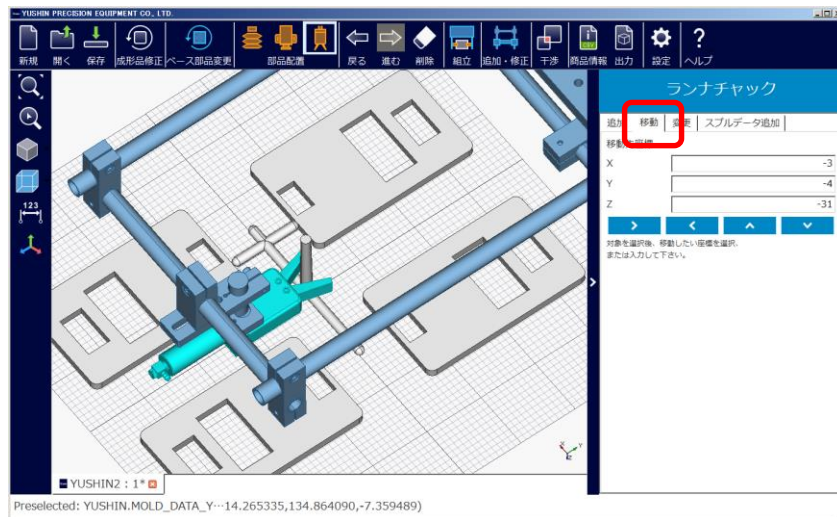 YUSHIN PRECISION EQUIPMENT CO., LTD.
新規 開く 保存 成形品修正 ベース部品変更 部品配置 戻る 進む 削除 組立 追加・修正 干渉 商品情報 出力 設定 ヘルプ
CSV
?
123
ランナチャック
追加 移動 変更 スプルデータ追加
X -3
Y -4
Z -31
対象を選択後、移動したい座標を選択、
または入力して下さい。
YUSHIN2 : 1*
Preselected: YUSHIN.MOLD_DATA_Y…14.265335,134.864090,-7.359489)